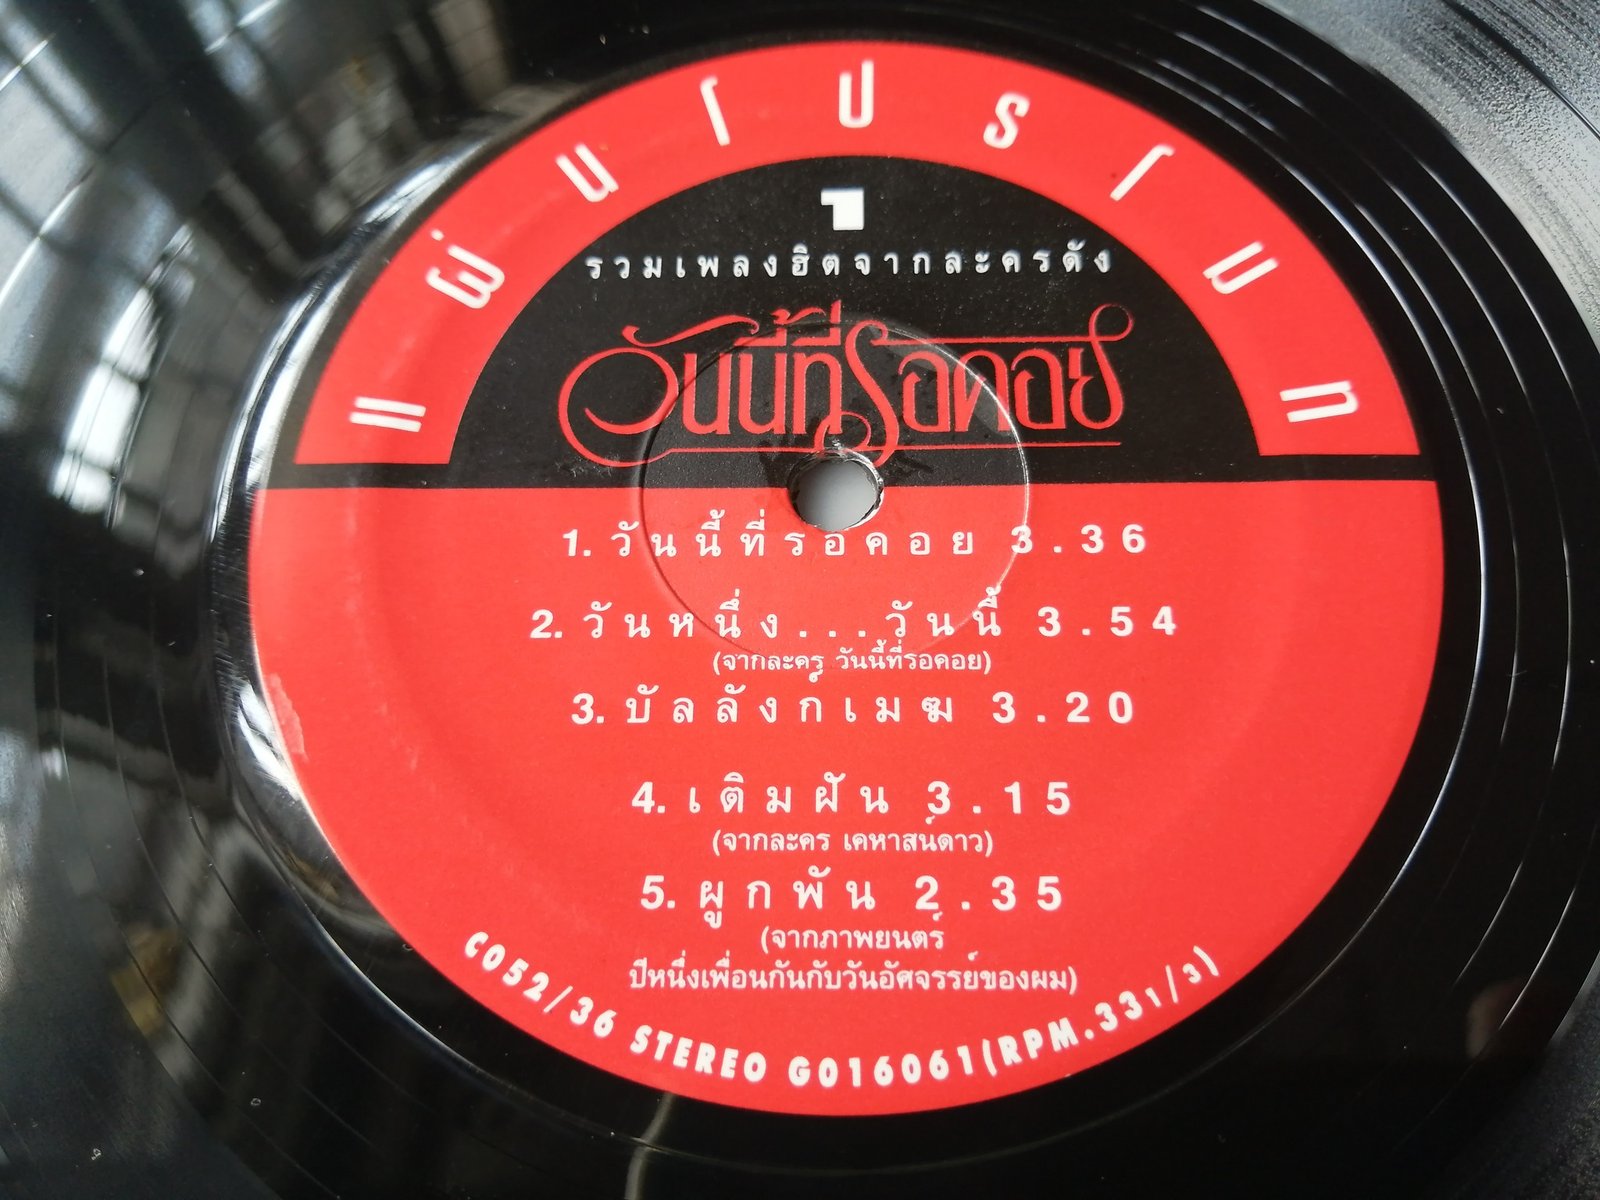 แผ่นโปรโมท
1
รวมเพลงฮิตจากละครดัง
วันนี้ที่รอคอย
1. วันนี้ที่รอคอย 3.36
2. วันหนึ่ง...วันนี้ 3.54
(จากละคร วันนี้ที่รอคอย)
3. บัลลังก์เมฆ 3.20
4. เติมฝัน 3.15
(จากละคร เคหาสน์ดาว)
5. ผูกพัน 2.35
(จากภาพยนตร์
ปีหนึ่งเพื่อนกันกับวันอัศจรรย์ของผม)
C052/36 STEREO G016061(RPM.33 1/3)